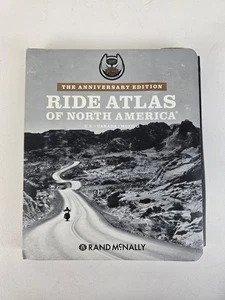 THE ANNIVERSARY EDITION
RIDE ATLAS
OF NORTH AMERICA®
RAND MCNALLY